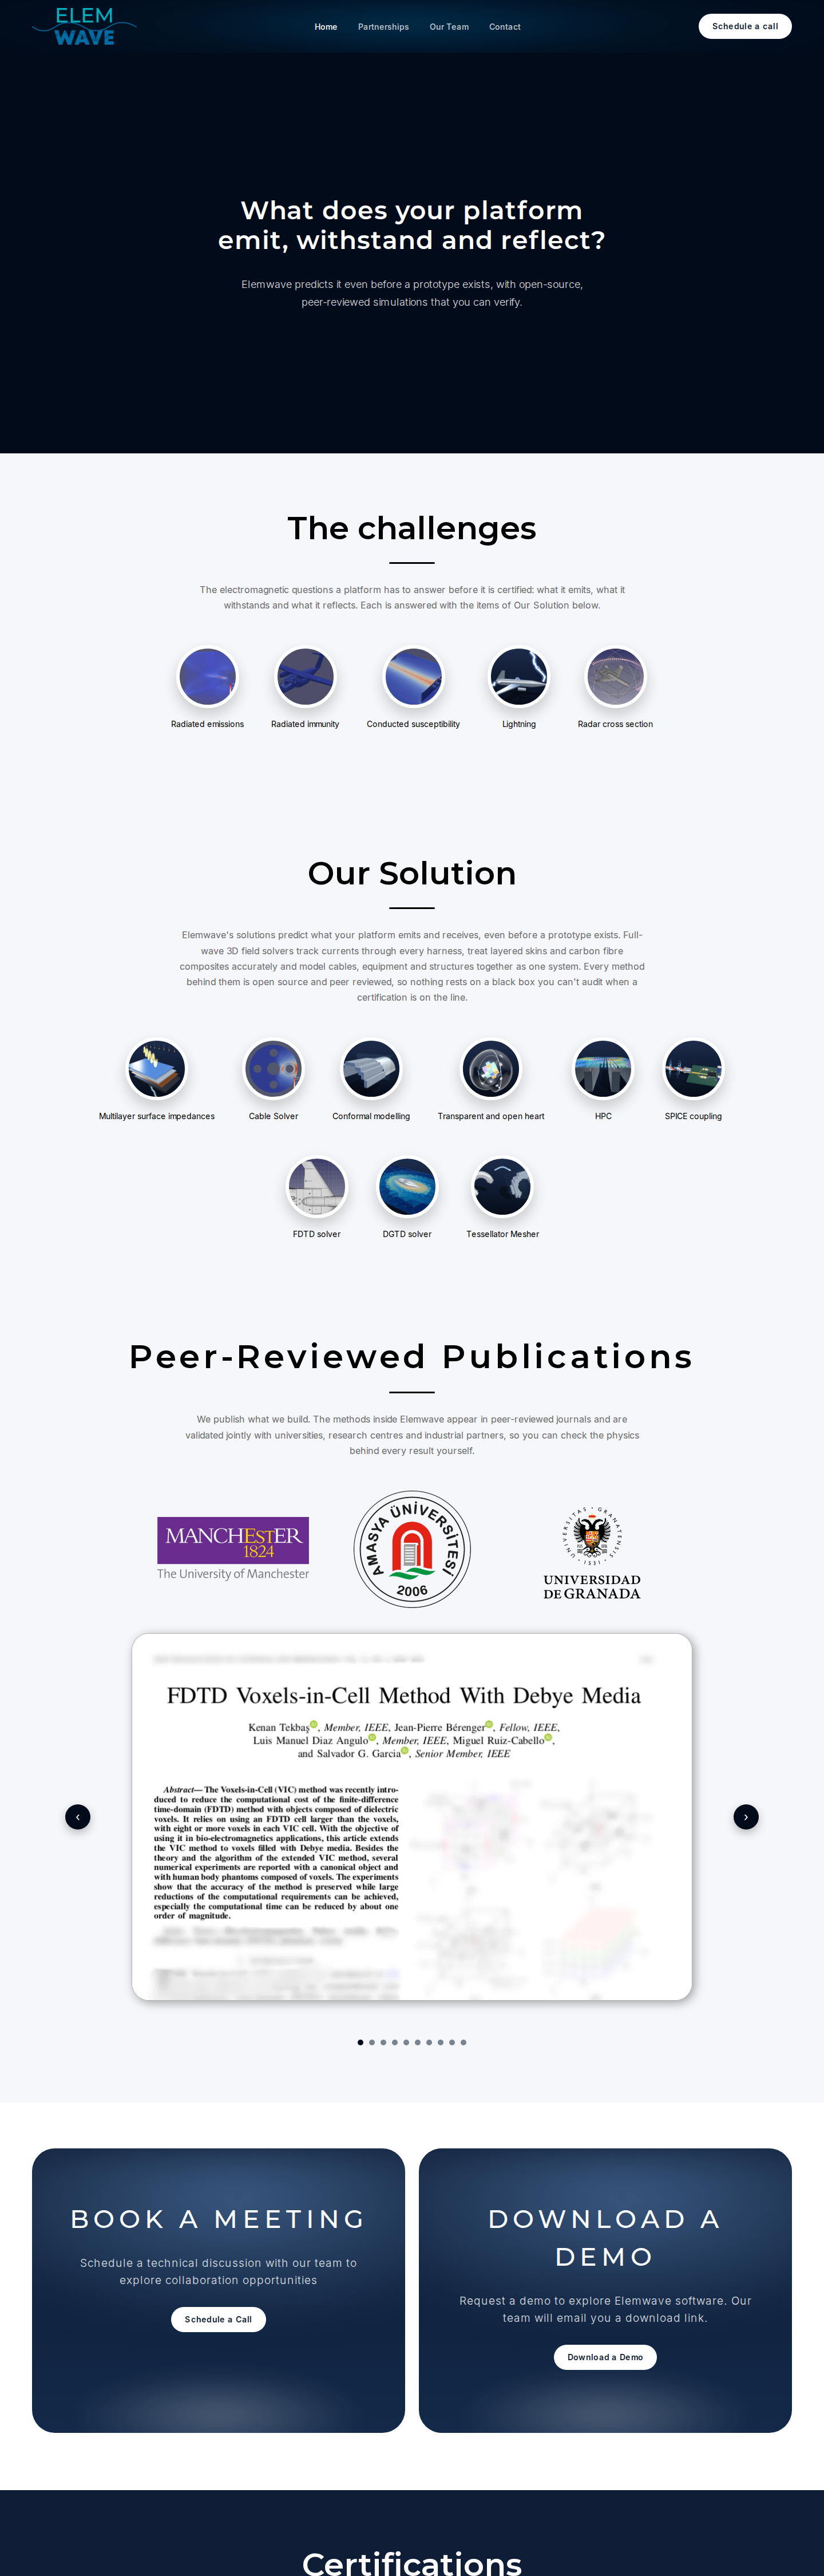 ELEM
WAVE
Home
Partnerships
Our Team
Contact
Schedule a call
What does your platform
emit, withstand and reflect?
Elemwave predicts it even before a prototype exists, with open-source,
peer-reviewed simulations that you can verify.
The challenges
The electromagnetic questions a platform has to answer before it is certified: what it emits, what it
withstands and what it reflects. Each is answered with the items of Our Solution below.
Radiated emissions
Radiated immunity
Conducted susceptibility
Lightning
Radar cross section
Our Solution
Elemwave's solutions predict what your platform emits and receives, even before a prototype exists. Full-
wave 3D field solvers track currents through every harness, treat layered skins and carbon fibre
composites accurately and model cables, equipment and structures together as one system. Every method
behind them is open source and peer reviewed, so nothing rests on a black box you can't audit when a
certification is on the line.
Multilayer surface impedances
Cable Solver
Conformal modelling
Transparent and open heart
HPC
SPICE coupling
FDTD solver
DGTD solver
Tessellator Mesher
Peer-Reviewed Publications
We publish what we build. The methods inside Elemwave appear in peer-reviewed journals and are
validated jointly with universities, research centres and industrial partners, so you can check the physics
behind every result yourself.
MANCHESTER
1824
The University of Manchester
AMASYA ÜNİVERSİTESİ
2006
UNIVERSITAS GRANATENSIS 1531
UNIVERSIDAD
DE GRANADA
FDTD Voxels-in-Cell Method With Debye Media
Kenan Tekbaş, Member, IEEE, Jean-Pierre Bérenger, Fellow, IEEE,
Luis Manuel Diaz Angulo, Member, IEEE, Miguel Ruiz-Cabello,
and Salvador G. Garcia, Senior Member, IEEE
Abstract—The Voxels-in-Cell (VIC) method was recently intro-
duced to reduce the computational cost of the finite-difference
time-domain (FDTD) method with objects composed of dielectric
voxels. It relies on using an FDTD cell larger than the voxels,
with eight or more voxels in each VIC cell. With the objective of
using it in bio-electromagnetics applications, this article extends
the VIC method to voxels filled with Debye media. Besides the
theory and the algorithm of the extended VIC method, several
numerical experiments are reported with a canonical object and
with human body phantoms composed of voxels. The experiments
show that the accuracy of the method is preserved while large
reductions of the computational requirements can be achieved,
especially the computational time can be reduced by about one
order of magnitude.
‹
›
BOOK A MEETING
Schedule a technical discussion with our team to
explore collaboration opportunities
Schedule a Call
DOWNLOAD A
DEMO
Request a demo to explore Elemwave software. Our
team will email you a download link.
Download a Demo
Certifications